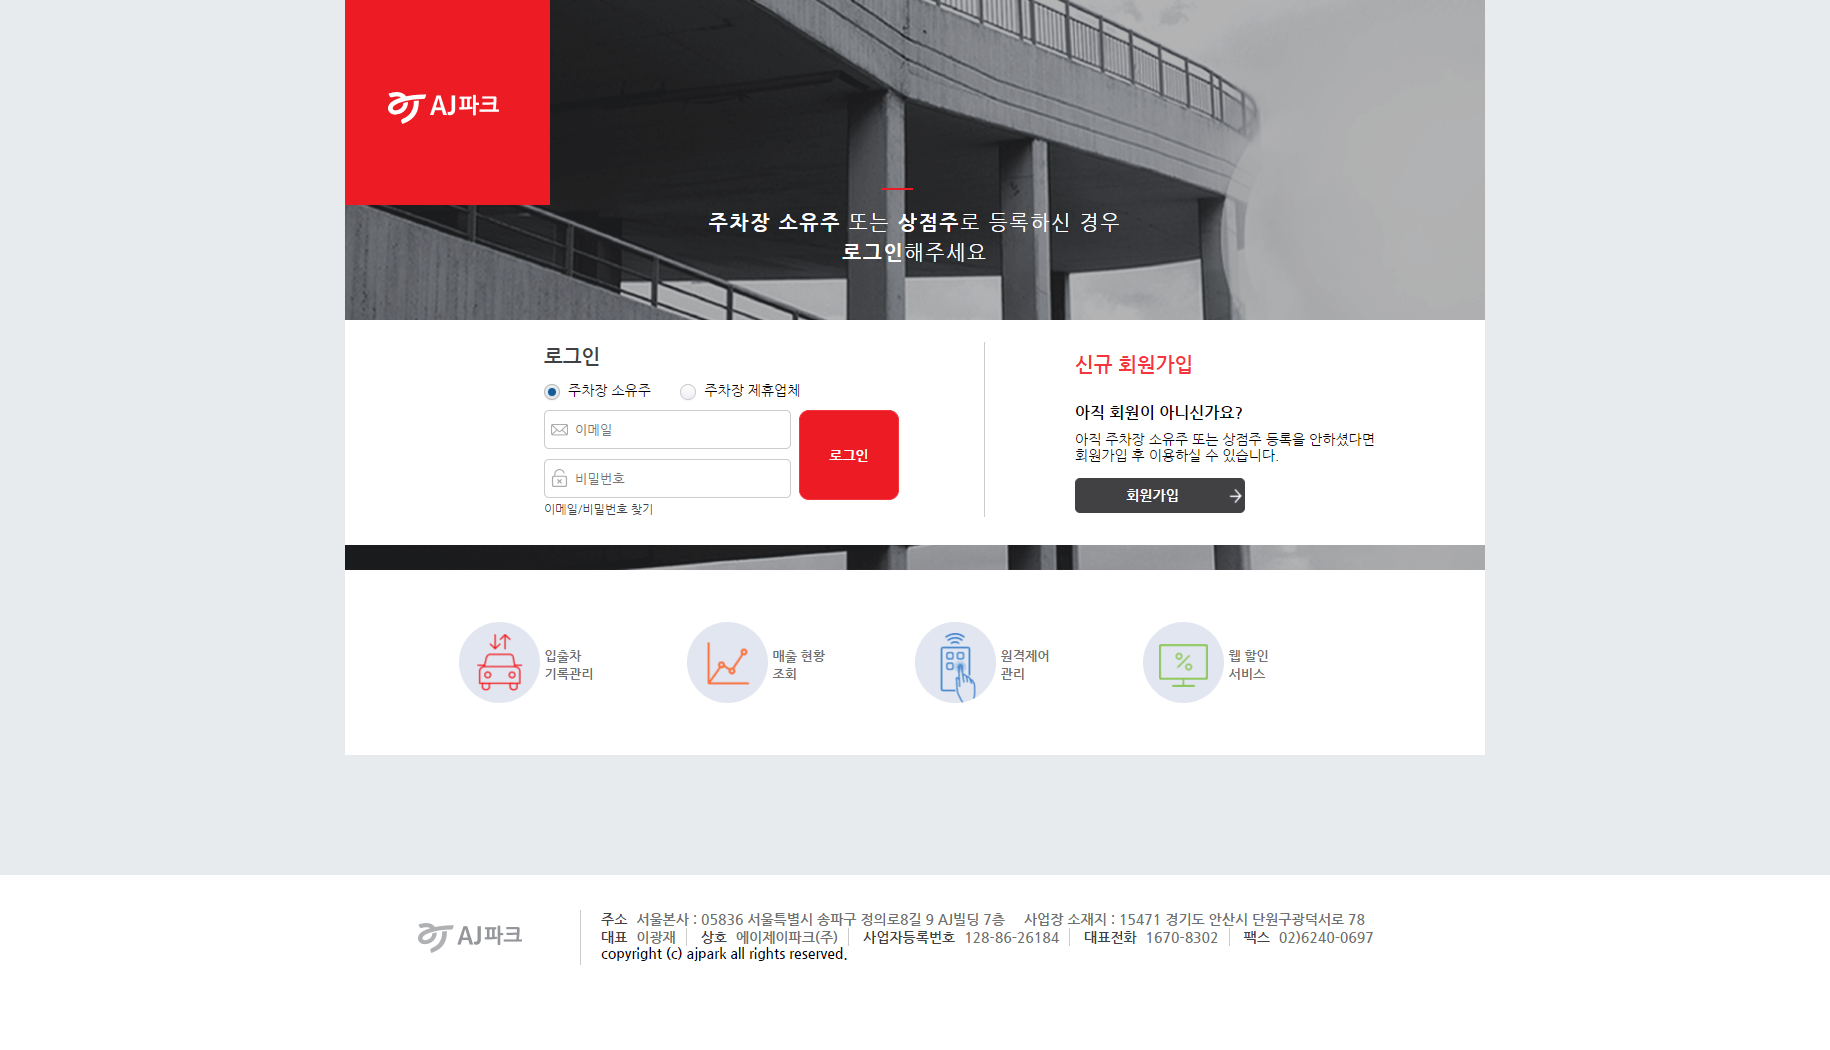 AJ파크
주차장 소유주 또는 상점주로 등록하신 경우
로그인해주세요
로그인
주차장 소유주 주차장 제휴업체
이메일
비밀번호
로그인
이메일/비밀번호 찾기
신규 회원가입
아직 회원이 아니신가요?
아직 주차장 소유주 또는 상점주 등록을 안하셨다면
회원가입 후 이용하실 수 있습니다.
회원가입
입출차
기록관리
매출 현황
조회
원격제어
관리
웹 할인
서비스
AJ파크
주소 서울본사 : 05836 서울특별시 송파구 정의로8길 9 AJ빌딩 7층 사업장 소재지 : 15471 경기도 안산시 단원구광덕서로 78
대표 이광재 상호 에이제이파크(주) 사업자등록번호 128-86-26184 대표전화 1670-8302 팩스 02)6240-0697
copyright (c) ajpark all rights reserved.